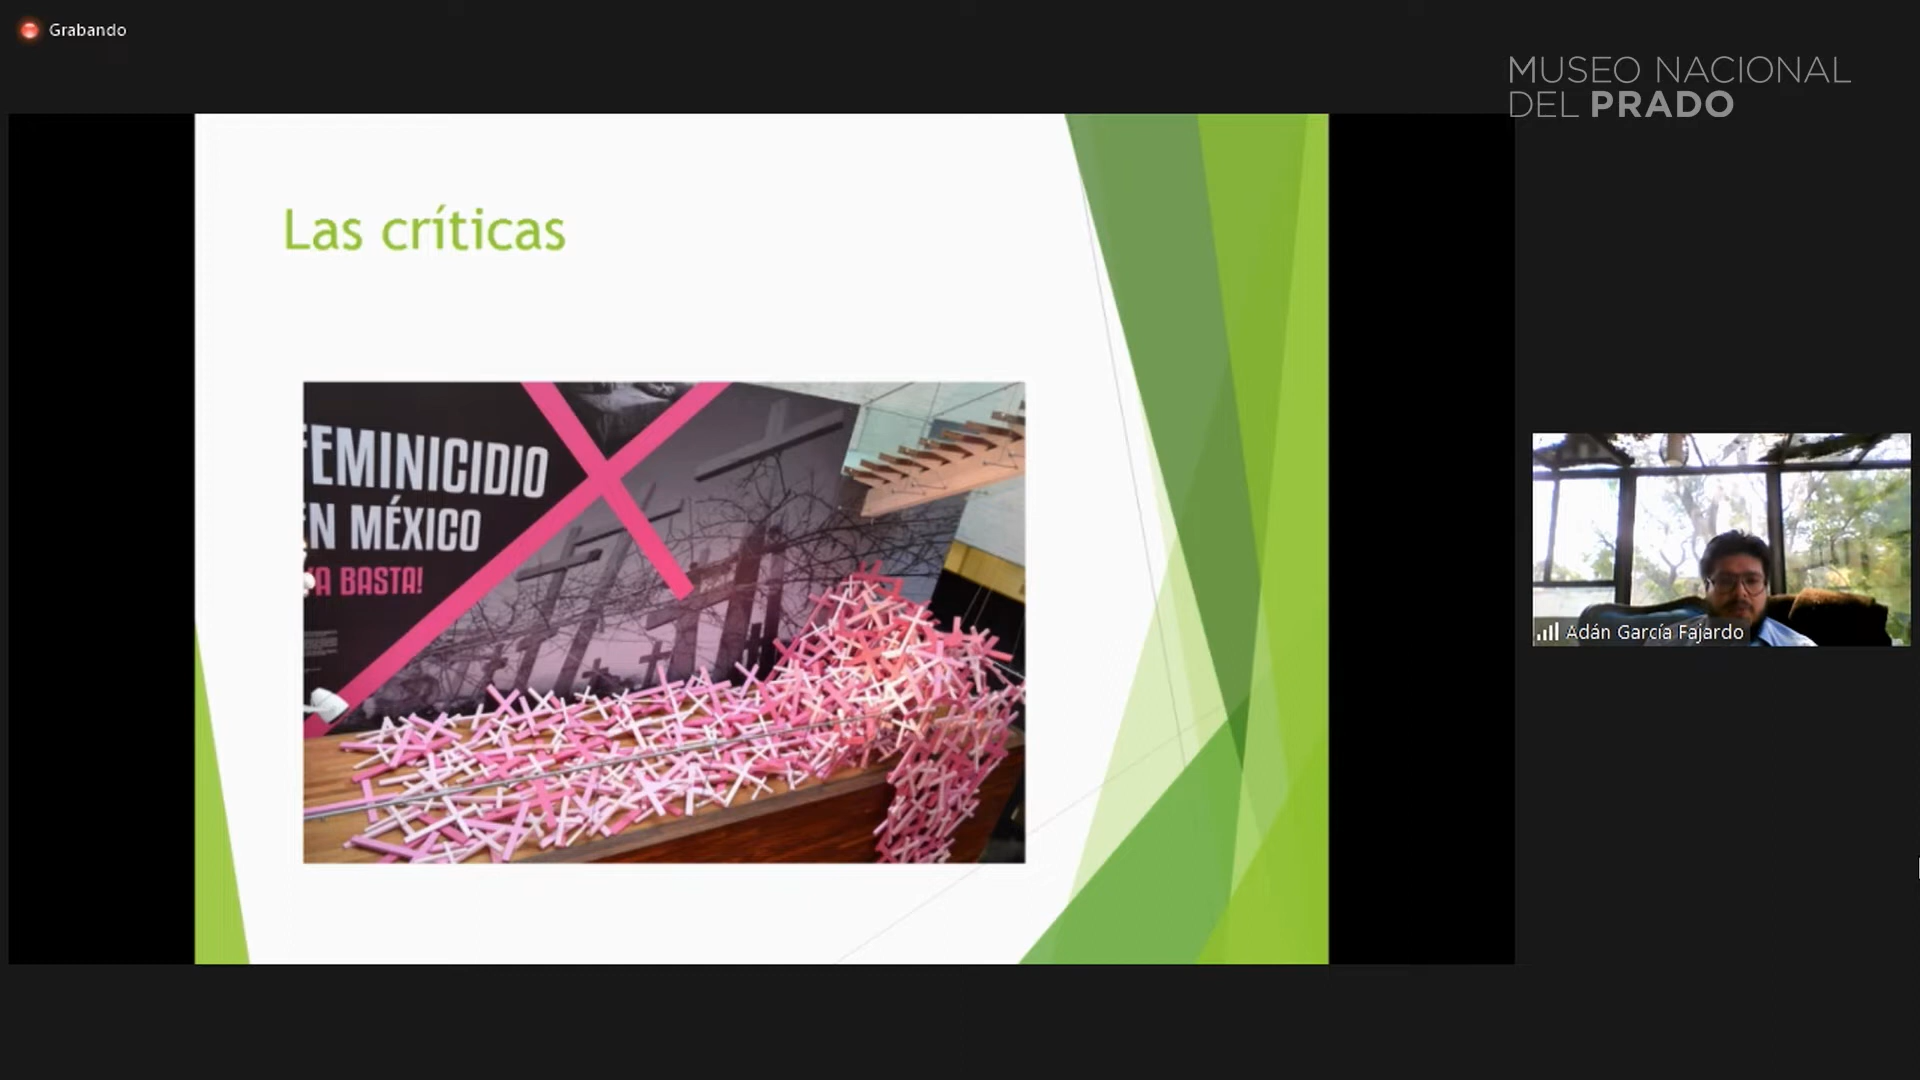 Grabando
MUSEO NACIONAL
DEL PRADO
Las críticas
FEMINICIDIO
EN MÉXICO
YA BASTA!
Adán García Fajardo